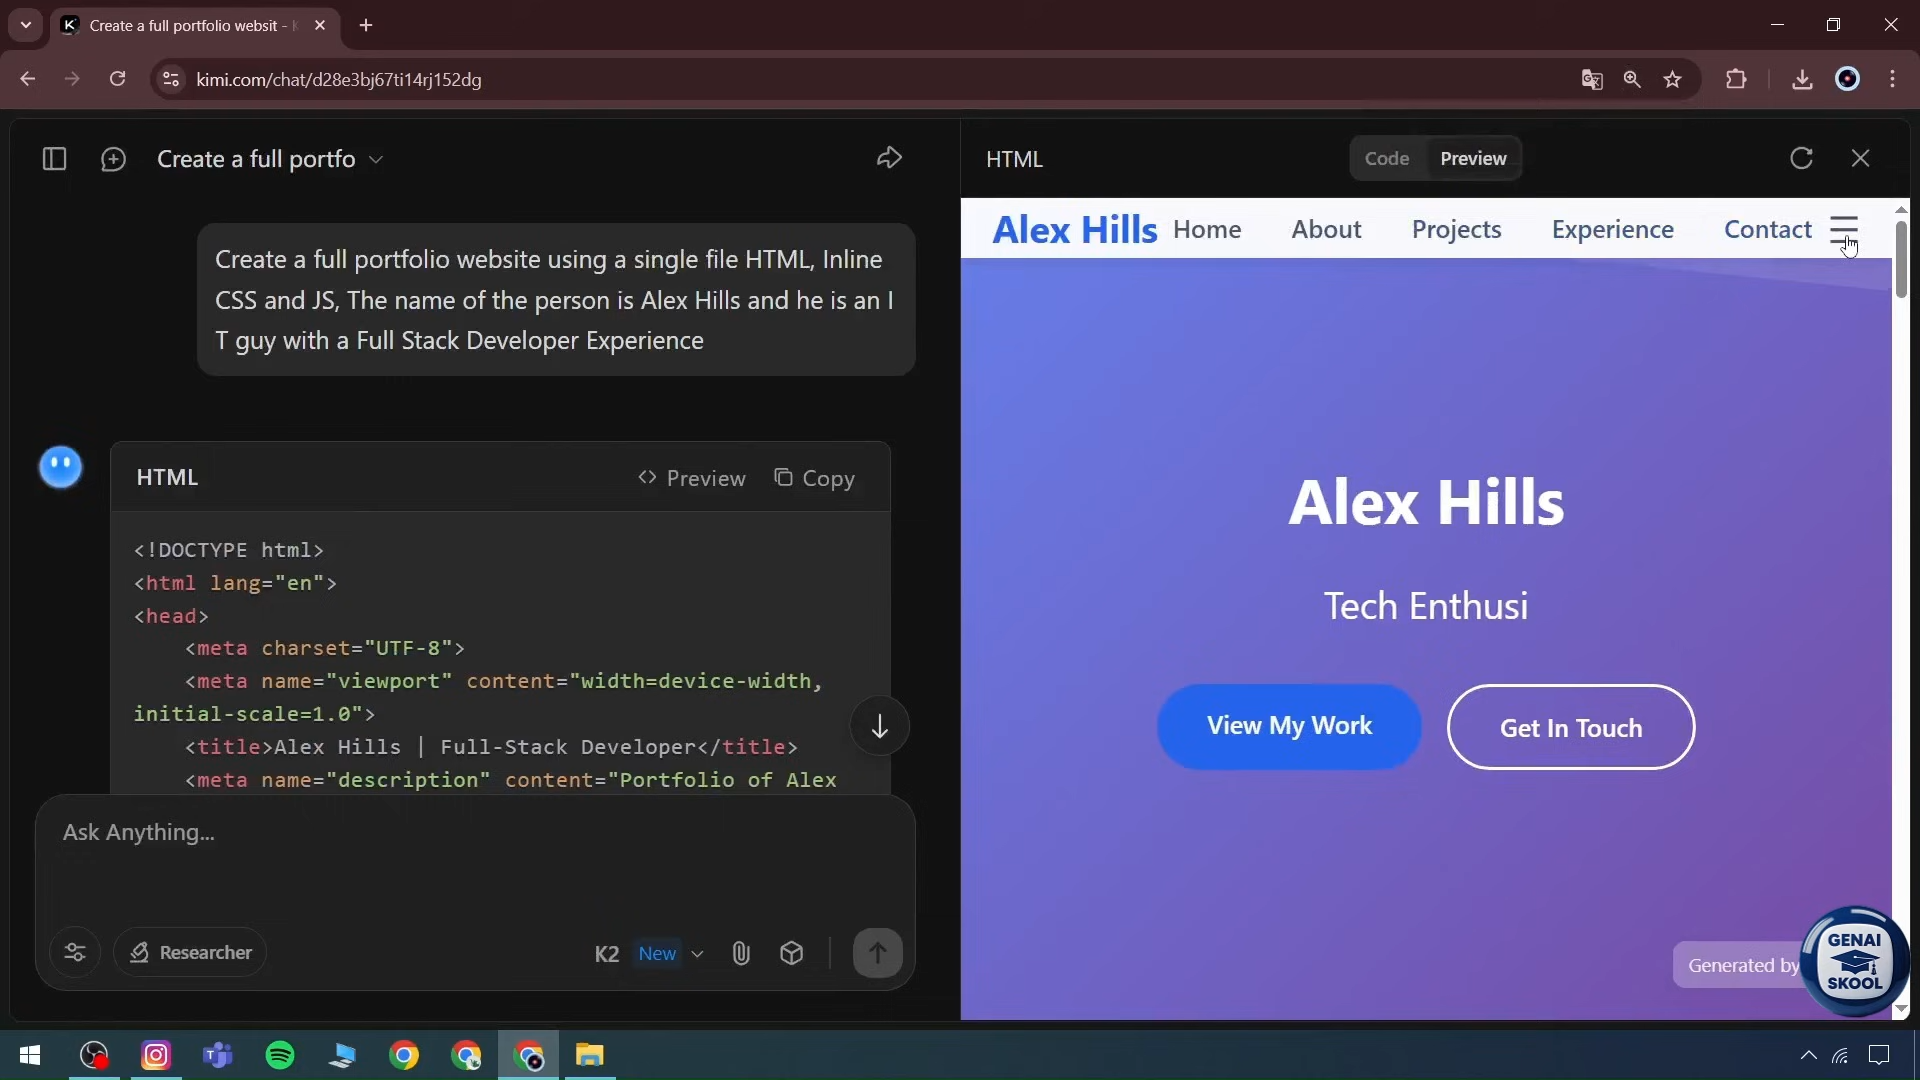 Create a full portfolio websit - K
kimi.com/chat/d28e3bj67ti14rj152dg
Create a full portfo
Create a full portfolio website using a single file HTML, Inline
CSS and JS, The name of the person is Alex Hills and he is an I
T guy with a Full Stack Developer Experience
HTML
Preview
Copy
<!DOCTYPE html>
<html lang="en">
<head>
<meta charset="UTF-8">
<meta name="viewport" content="width=device-width,
initial-scale=1.0">
<title>Alex Hills | Full-Stack Developer</title>
<meta name="description" content="Portfolio of Alex
Ask Anything...
Researcher
K2 New
HTML
Code Preview
Alex Hills Home About Projects Experience Contact
Alex Hills
Tech Enthusi
View My Work
Get In Touch
Generated by
GENAI
SKOOL